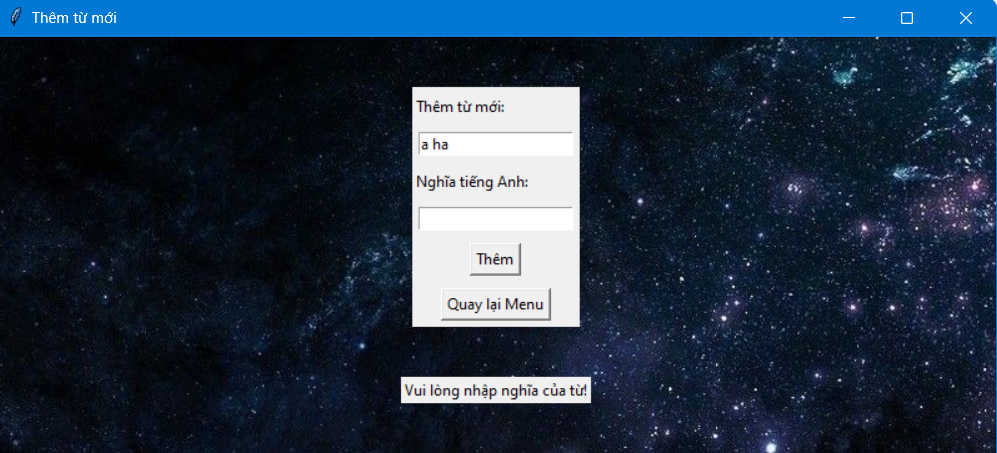 Thêm từ mới
Thêm từ mới:
a ha
Nghĩa tiếng Anh:
Thêm
Quay lại Menu
Vui lòng nhập nghĩa của từ!